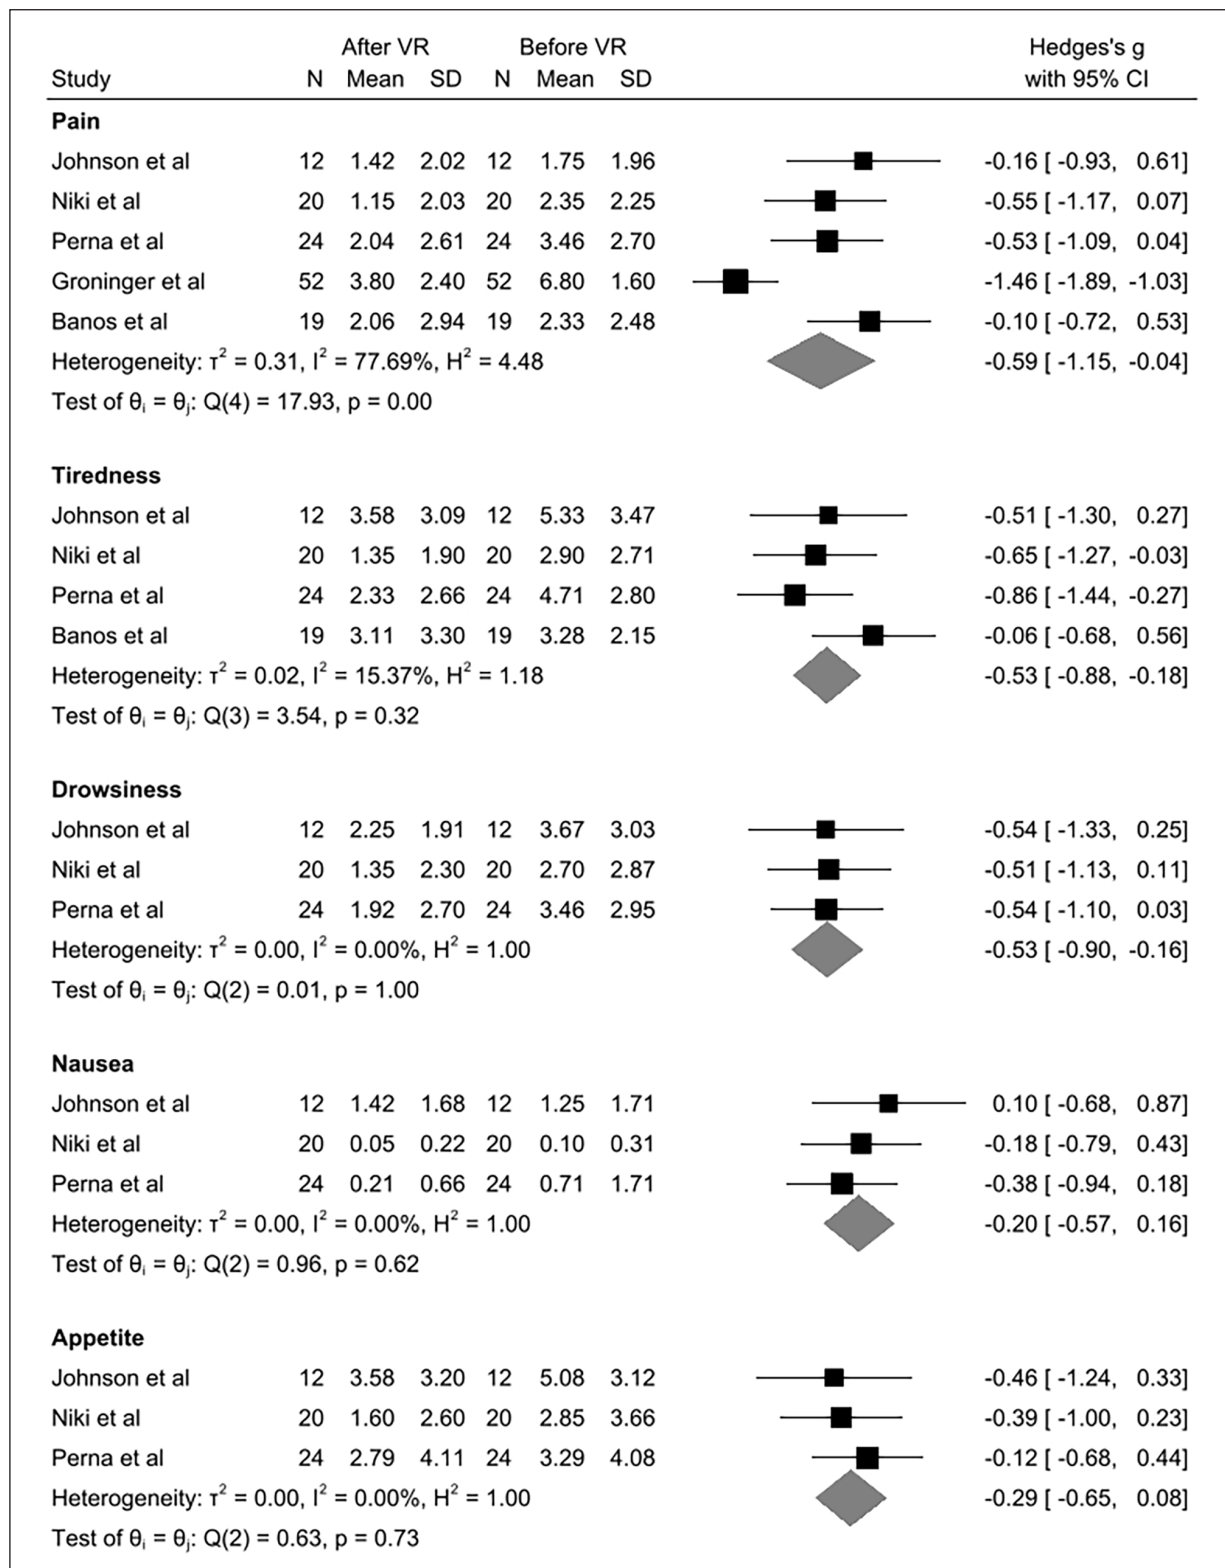 After VR Before VR Hedges's g
Study N Mean SD N Mean SD with 95% CI
Pain
Johnson et al 12 1.42 2.02 12 1.75 1.96 -0.16 [ -0.93, 0.61]
Niki et al 20 1.15 2.03 20 2.35 2.25 -0.55 [ -1.17, 0.07]
Perna et al 24 2.04 2.61 24 3.46 2.70 -0.53 [ -1.09, 0.04]
Groninger et al 52 3.80 2.40 52 6.80 1.60 -1.46 [ -1.89, -1.03]
Banos et al 19 2.06 2.94 19 2.33 2.48 -0.10 [ -0.72, 0.53]
Heterogeneity: τ² = 0.31, I² = 77.69%, H² = 4.48 -0.59 [ -1.15, -0.04]
Test of θᵢ = θⱼ: Q(4) = 17.93, p = 0.00
Tiredness
Johnson et al 12 3.58 3.09 12 5.33 3.47 -0.51 [ -1.30, 0.27]
Niki et al 20 1.35 1.90 20 2.90 2.71 -0.65 [ -1.27, -0.03]
Perna et al 24 2.33 2.66 24 4.71 2.80 -0.86 [ -1.44, -0.27]
Banos et al 19 3.11 3.30 19 3.28 2.15 -0.06 [ -0.68, 0.56]
Heterogeneity: τ² = 0.02, I² = 15.37%, H² = 1.18 -0.53 [ -0.88, -0.18]
Test of θᵢ = θⱼ: Q(3) = 3.54, p = 0.32
Drowsiness
Johnson et al 12 2.25 1.91 12 3.67 3.03 -0.54 [ -1.33, 0.25]
Niki et al 20 1.35 2.30 20 2.70 2.87 -0.51 [ -1.13, 0.11]
Perna et al 24 1.92 2.70 24 3.46 2.95 -0.54 [ -1.10, 0.03]
Heterogeneity: τ² = 0.00, I² = 0.00%, H² = 1.00 -0.53 [ -0.90, -0.16]
Test of θᵢ = θⱼ: Q(2) = 0.01, p = 1.00
Nausea
Johnson et al 12 1.42 1.68 12 1.25 1.71 0.10 [ -0.68, 0.87]
Niki et al 20 0.05 0.22 20 0.10 0.31 -0.18 [ -0.79, 0.43]
Perna et al 24 0.21 0.66 24 0.71 1.71 -0.38 [ -0.94, 0.18]
Heterogeneity: τ² = 0.00, I² = 0.00%, H² = 1.00 -0.20 [ -0.57, 0.16]
Test of θᵢ = θⱼ: Q(2) = 0.96, p = 0.62
Appetite
Johnson et al 12 3.58 3.20 12 5.08 3.12 -0.46 [ -1.24, 0.33]
Niki et al 20 1.60 2.60 20 2.85 3.66 -0.39 [ -1.00, 0.23]
Perna et al 24 2.79 4.11 24 3.29 4.08 -0.12 [ -0.68, 0.44]
Heterogeneity: τ² = 0.00, I² = 0.00%, H² = 1.00 -0.29 [ -0.65, 0.08]
Test of θᵢ = θⱼ: Q(2) = 0.63, p = 0.73